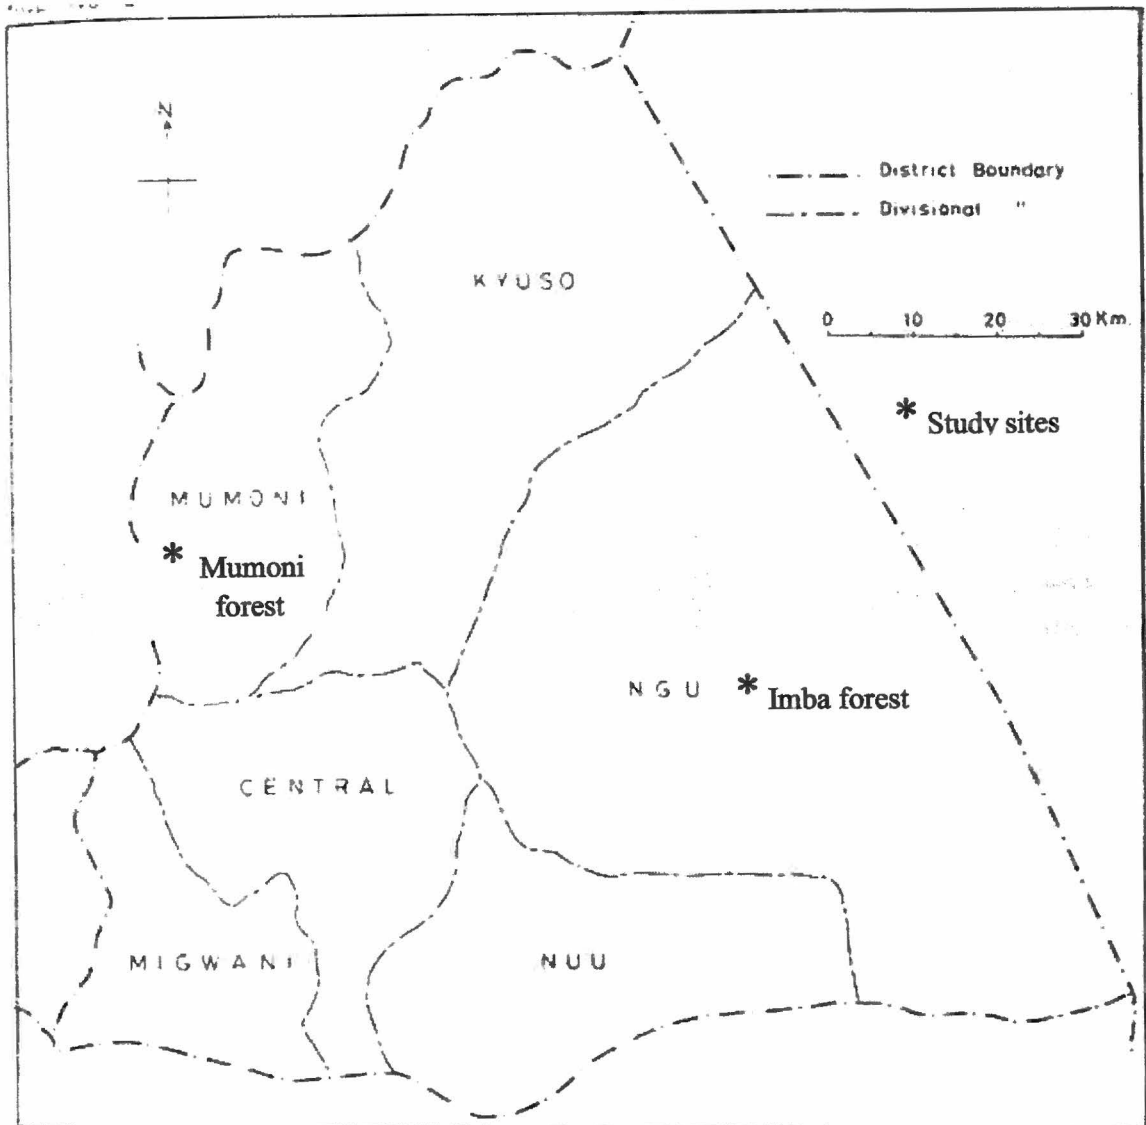 N
District Boundary
Divisional "
KYUSO
0 10 20 30 Km.
* Study sites
MUMONI
* Mumoni
forest
NGU * Imba forest
CENTRAL
MIGWANI
NUU